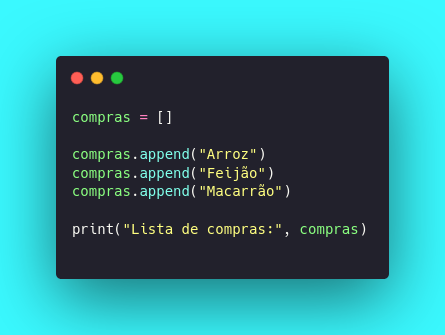 compras = []
compras.append("Arroz")
compras.append("Feijão")
compras.append("Macarrão")
print("Lista de compras:", compras)